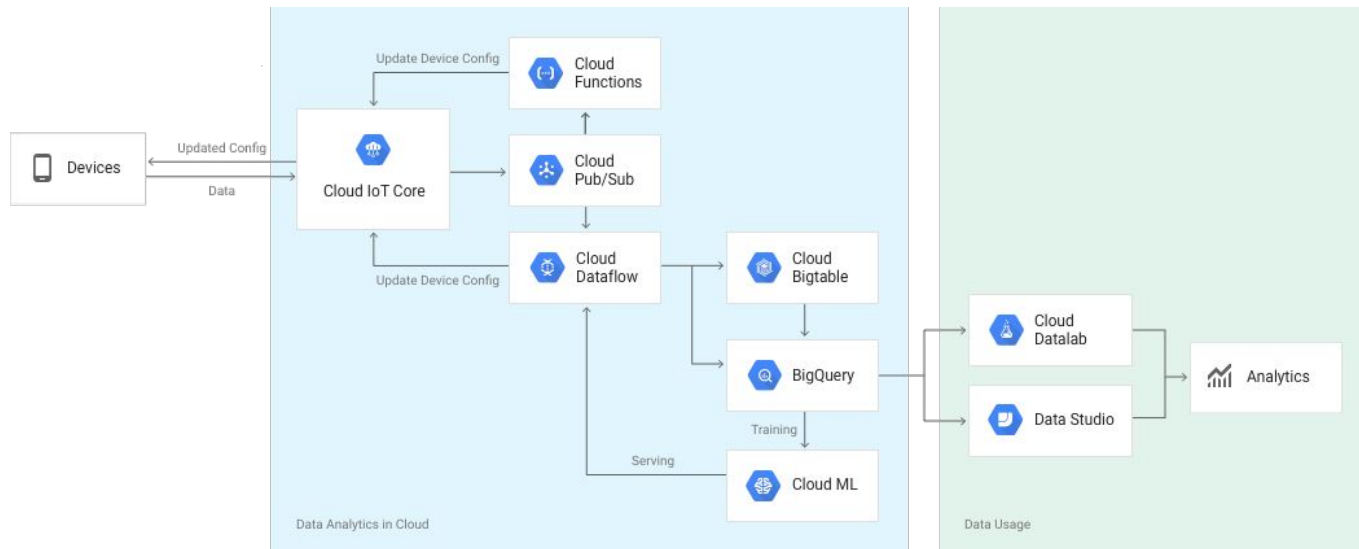 Update Device Config
Cloud
Functions
Devices
Updated Config
Data
Cloud IoT Core
Cloud
Pub/Sub
Update Device Config
Cloud
Dataflow
Cloud
Bigtable
BigQuery
Training
Serving
Cloud ML
Data Analytics in Cloud
Cloud
Datalab
Data Studio
Analytics
Data Usage